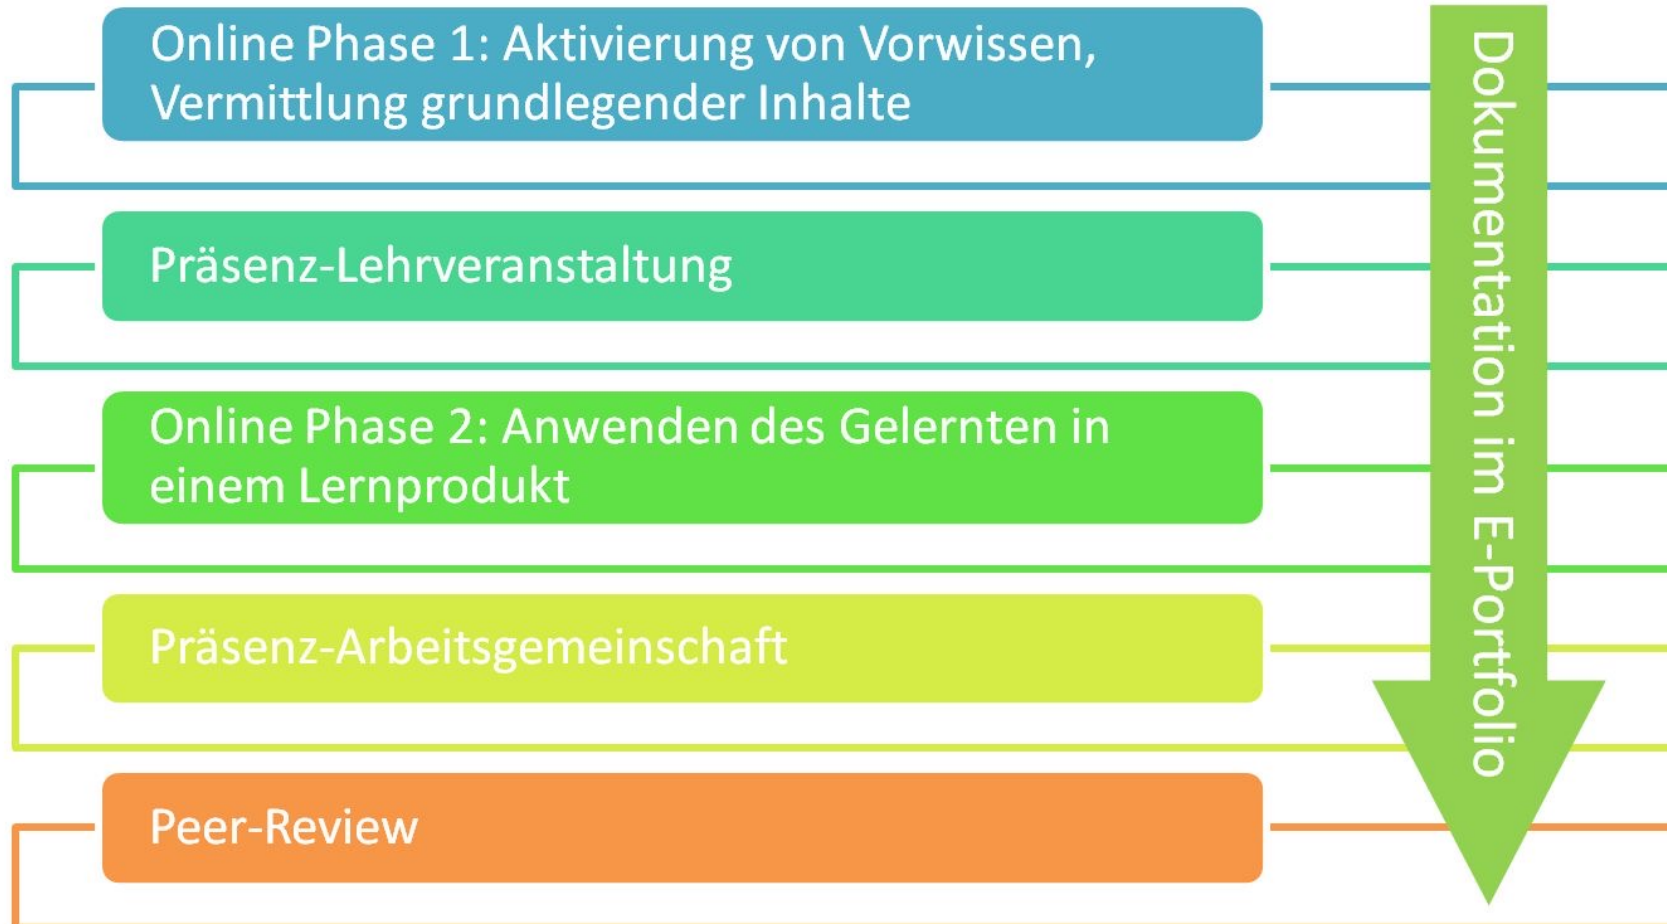 Online Phase 1: Aktivierung von Vorwissen,
Vermittlung grundlegender Inhalte
Präsenz-Lehrveranstaltung
Online Phase 2: Anwenden des Gelernten in
einem Lernprodukt
Präsenz-Arbeitsgemeinschaft
Peer-Review
Dokumentation im E-Portfolio